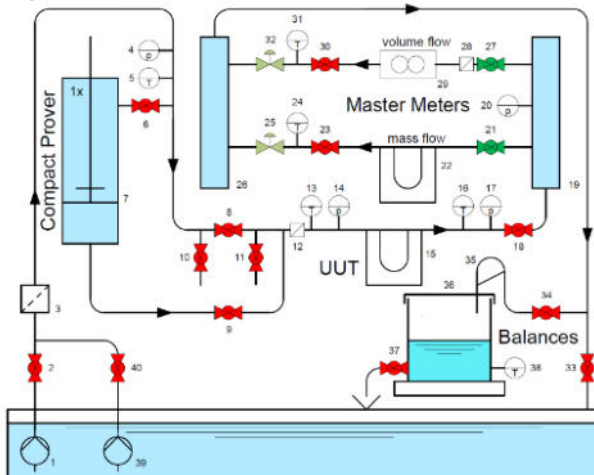 31
32 T 30 volume flow 28 27
4 p
5 T
1x
29
24 Master Meters 20 p
6
25 T 23 mass flow 21
Compact Prover
7
22
26 19
13 14 16 17
8 T p T p
10 11 12 15 18
UUT
35
36
3
9 34
Balances
37
2 40 T 38 33
1 39